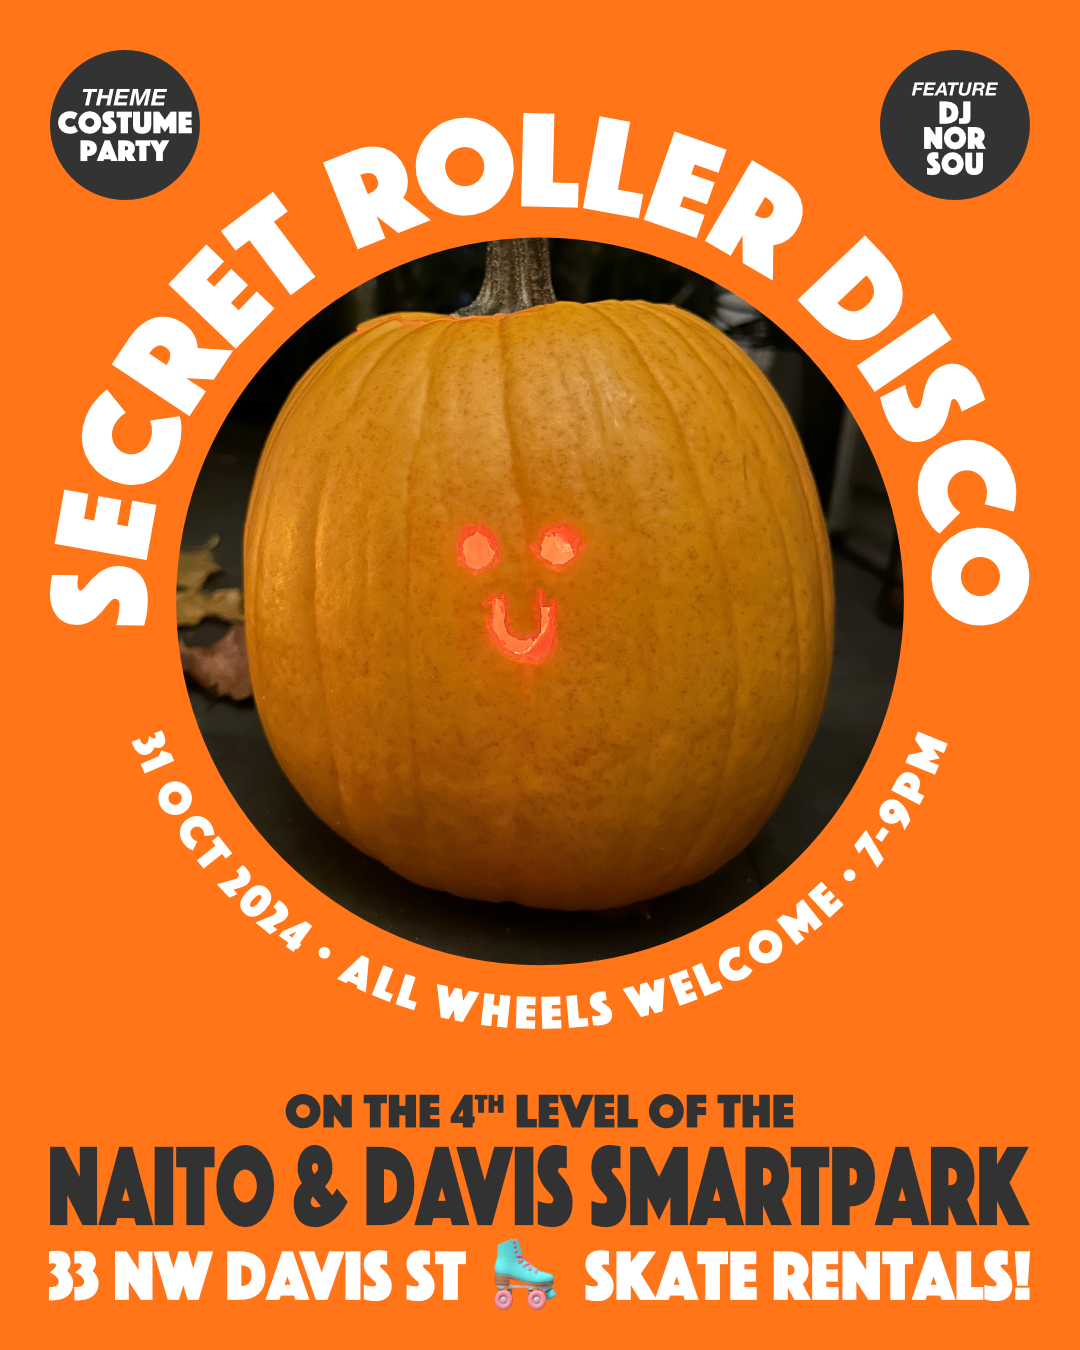 THEME
COSTUME
PARTY
FEATURE
DJ
NOR
SOU
SECRET ROLLER DISCO
31 OCT 2024 • ALL WHEELS WELCOME • 7-9PM
ON THE 4TH LEVEL OF THE
NAITO & DAVIS SMARTPARK
33 NW DAVIS ST 🛼 SKATE RENTALS!